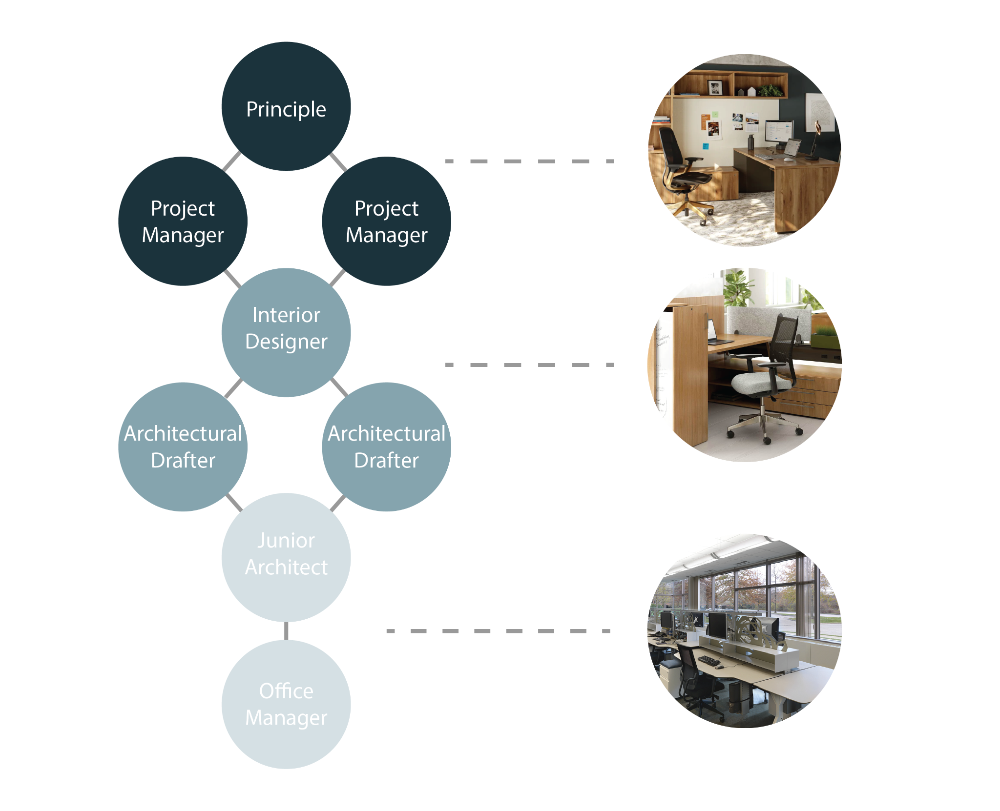 Principle
Project
Manager
Project
Manager
Interior
Designer
Architectural
Drafter
Architectural
Drafter
Junior
Architect
Office
Manager